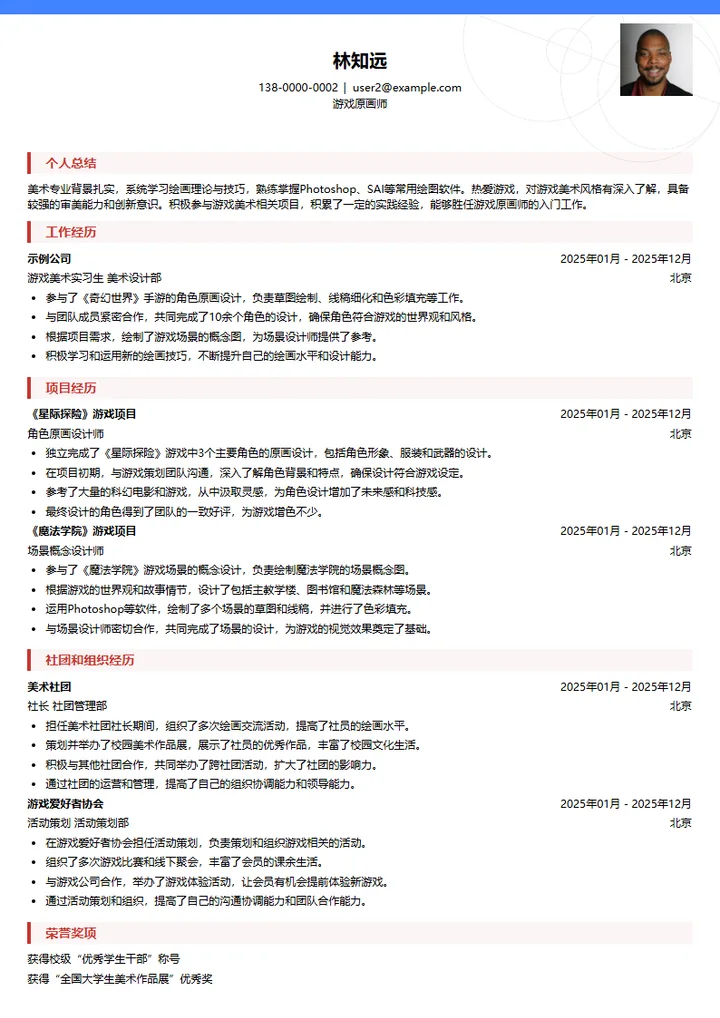 林知远
138-0000-0002 | user2@example.com
游戏原画师
个人总结
美术专业背景扎实，系统学习绘画理论与技巧，熟练掌握Photoshop、SAI等常用绘图软件。热爱游戏，对游戏美术风格有深入了解，具备
较强的审美能力和创新意识。积极参与游戏美术相关项目，积累了一定的实践经验，能够胜任游戏原画师的入门工作。
工作经历
示例公司 2025年01月 - 2025年12月
游戏美术实习生 美术设计部 北京
• 参与了《奇幻世界》手游的角色原画设计，负责草图绘制、线稿细化和色彩填充等工作。
• 与团队成员紧密合作，共同完成了10余个角色的设计，确保角色符合游戏的世界观和风格。
• 根据项目需求，绘制了游戏场景的概念图，为场景设计师提供了参考。
• 积极学习和运用新的绘画技巧，不断提升自己的绘画水平和设计能力。
项目经历
《星际探险》游戏项目 2025年01月 - 2025年12月
角色原画设计师 北京
• 独立完成了《星际探险》游戏中3个主要角色的原画设计，包括角色形象、服装和武器的设计。
• 在项目初期，与游戏策划团队沟通，深入了解角色背景和特点，确保设计符合游戏设定。
• 参考了大量的科幻电影和游戏，从中汲取灵感，为角色设计增加了未来感和科技感。
• 最终设计的角色得到了团队的一致好评，为游戏增色不少。
《魔法学院》游戏项目 2025年01月 - 2025年12月
场景概念设计师 北京
• 参与了《魔法学院》游戏场景的概念设计，负责绘制魔法学院的场景概念图。
• 根据游戏的世界观和故事情节，设计了包括主教学楼、图书馆和魔法森林等场景。
• 运用Photoshop等软件，绘制了多个场景的草图和线稿，并进行了色彩填充。
• 与场景设计师密切合作，共同完成了场景的设计，为游戏的视觉效果奠定了基础。
社团和组织经历
美术社团 2025年01月 - 2025年12月
社长 社团管理部 北京
• 担任美术社团社长期间，组织了多次绘画交流活动，提高了社员的绘画水平。
• 策划并举办了校园美术作品展，展示了社员的优秀作品，丰富了校园文化生活。
• 积极与其他社团合作，共同举办了跨社团活动，扩大了社团的影响力。
• 通过社团的运营和管理，提高了自己的组织协调能力和领导能力。
游戏爱好者协会 2025年01月 - 2025年12月
活动策划 活动策划部 北京
• 在游戏爱好者协会担任活动策划，负责策划和组织游戏相关的活动。
• 组织了多次游戏比赛和线下聚会，丰富了会员的课余生活。
• 与游戏公司合作，举办了游戏体验活动，让会员有机会提前体验新游戏。
• 通过活动策划和组织，提高了自己的沟通协调能力和团队合作能力。
荣誉奖项
获得校级“优秀学生干部”称号
获得“全国大学生美术作品展”优秀奖